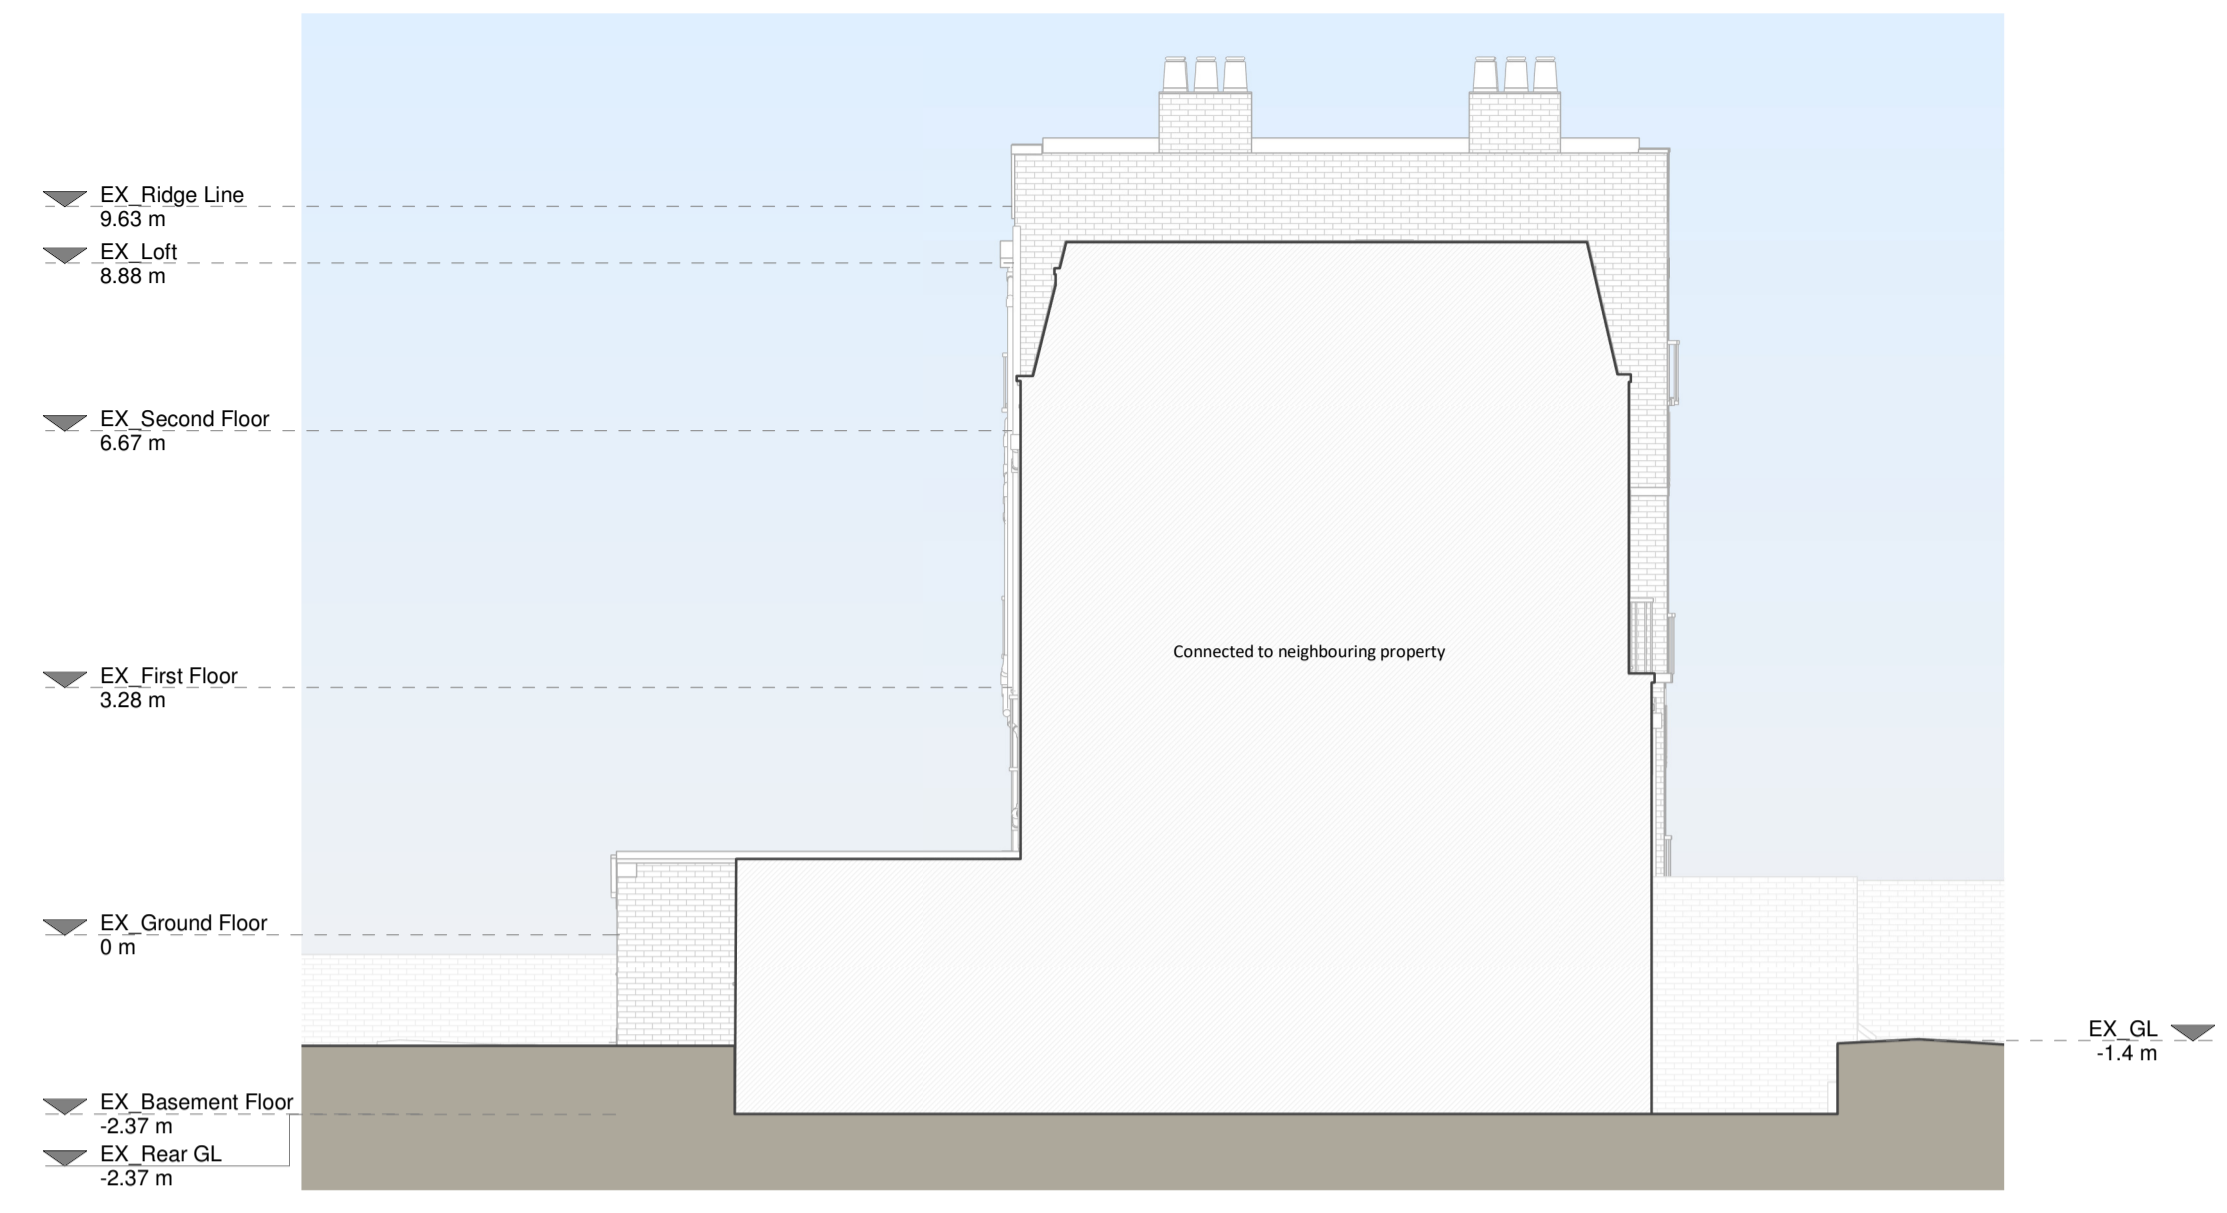 EX_Ridge Line
9.63 m
EX_Loft
8.88 m
EX_Second Floor
6.67 m
EX_First Floor
3.28 m
Connected to neighbouring property
EX_Ground Floor
0 m
EX_GL
-1.4 m
EX_Basement Floor
-2.37 m
EX_Rear GL
-2.37 m